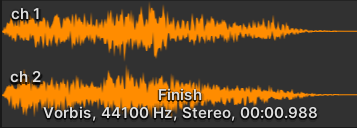 ch 1
ch 2
Finish
Vorbis, 44100 Hz, Stereo, 00:00.988